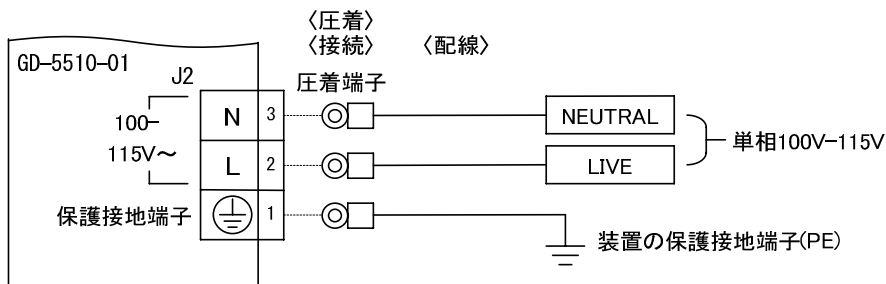 〈圧着〉
〈接続〉 〈配線〉
GD-5510-01
J2
圧着端子
N 3
NEUTRAL
100-
115V～
単相100V-115V
L 2
LIVE
保護接地端子
1
装置の保護接地端子(PE)